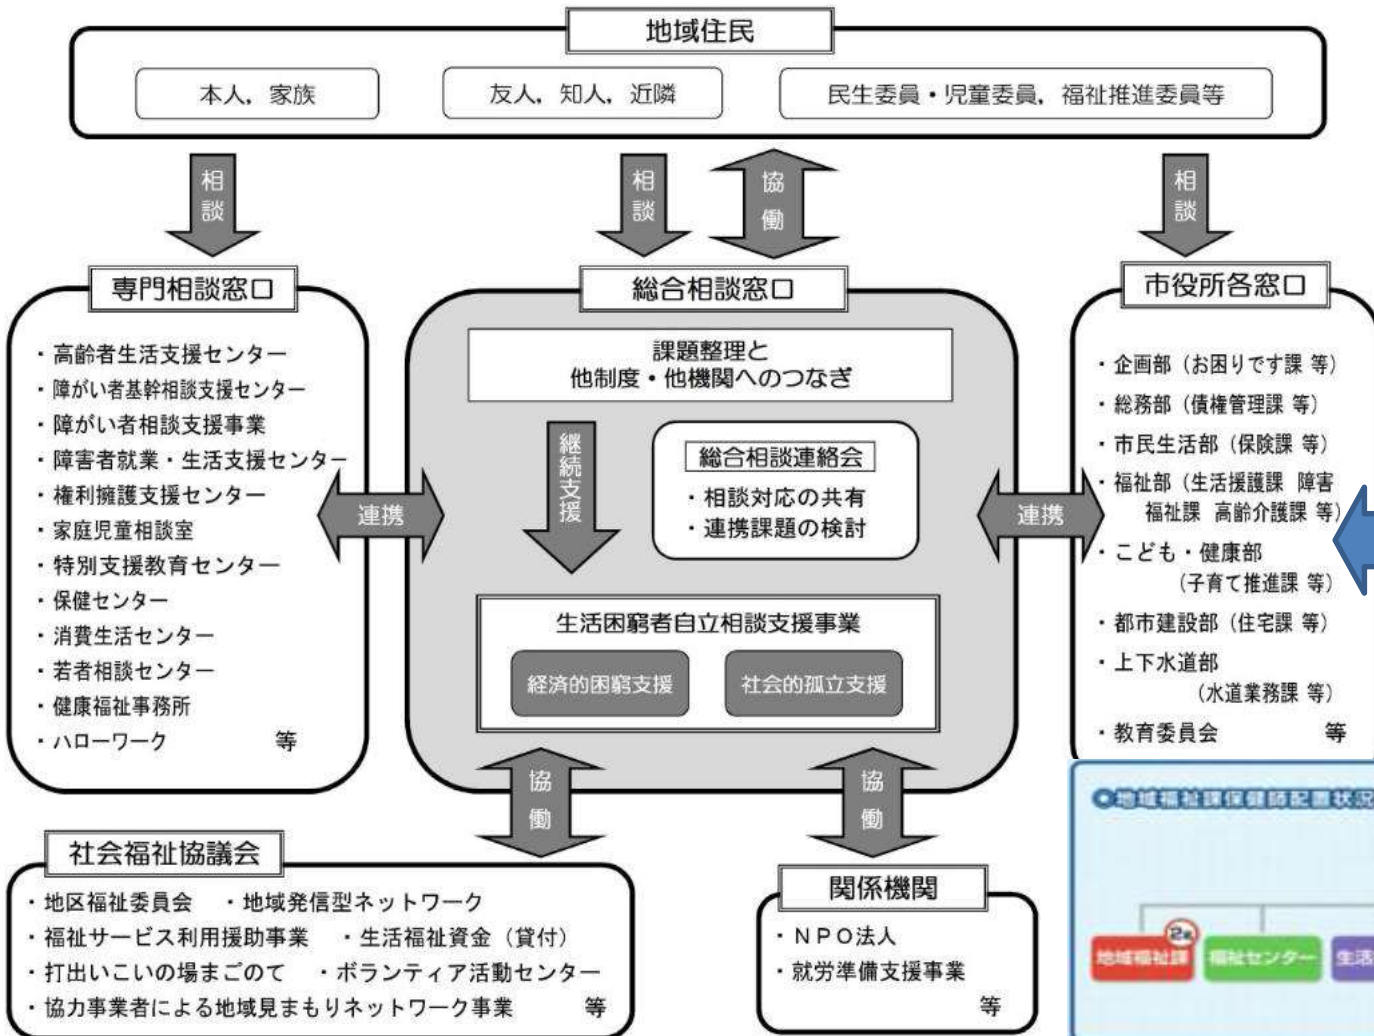 地域住民
本人，家族
友人，知人，近隣
民生委員・児童委員，福祉推進委員等
相談
相談
協働
相談
専門相談窓口
・高齢者生活支援センター
・障がい者基幹相談支援センター
・障がい者相談支援事業
・障害者就業・生活支援センター
・権利擁護支援センター
・家庭児童相談室
・特別支援教育センター
・保健センター
・消費生活センター
・若者相談センター
・健康福祉事務所
・ハローワーク 等
連携
総合相談窓口
課題整理と
他制度・他機関へのつなぎ
継続支援
総合相談連絡会
・相談対応の共有
・連携課題の検討
生活困窮者自立相談支援事業
経済的困窮支援
社会的孤立支援
連携
市役所各窓口
・企画部（お困りです課 等）
・総務部（債権管理課 等）
・市民生活部（保険課 等）
・福祉部（生活援護課 障害
福祉課 高齢介護課 等）
・こども・健康部
（子育て推進課 等）
・都市建設部（住宅課 等）
・上下水道部
（水道業務課 等）
・教育委員会 等
協働
協働
社会福祉協議会
・地区福祉委員会 ・地域発信型ネットワーク
・福祉サービス利用援助事業 ・生活福祉資金（貸付）
・打出いこいの場まごのて ・ボランティア活動センター
・協力事業者による地域見まもりネットワーク事業 等
関係機関
・ＮＰＯ法人
・就労準備支援事業
等
○地域福祉課保健師配置状況
2名
地域福祉課
福祉センター
生活